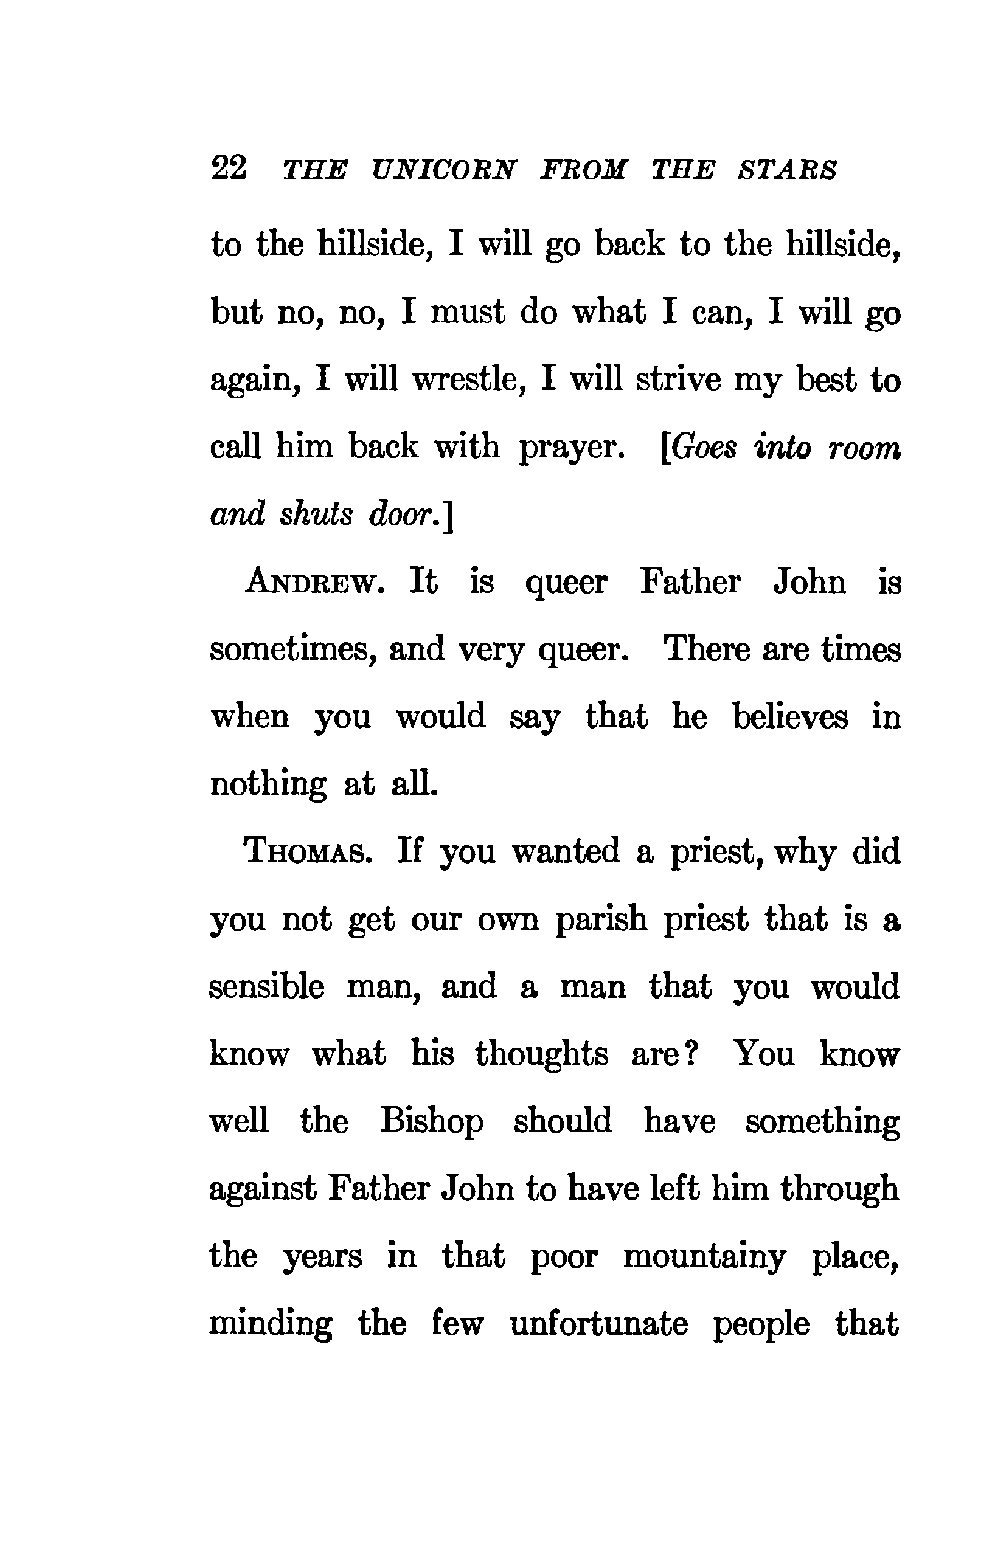 22 THE UNICORN FROM THE STARS
to the hillside, I will go back to the hillside,
but no, no, I must do what I can, I will go
again, I will wrestle, I will strive my best to
call him back with prayer. [Goes into room
and shuts door.]
ANDREW. It is queer Father John is
sometimes, and very queer. There are times
when you would say that he believes in
nothing at all.
THOMAS. If you wanted a priest, why did
you not get our own parish priest that is a
sensible man, and a man that you would
know what his thoughts are? You know
well the Bishop should have something
against Father John to have left him through
the years in that poor mountainy place,
minding the few unfortunate people that